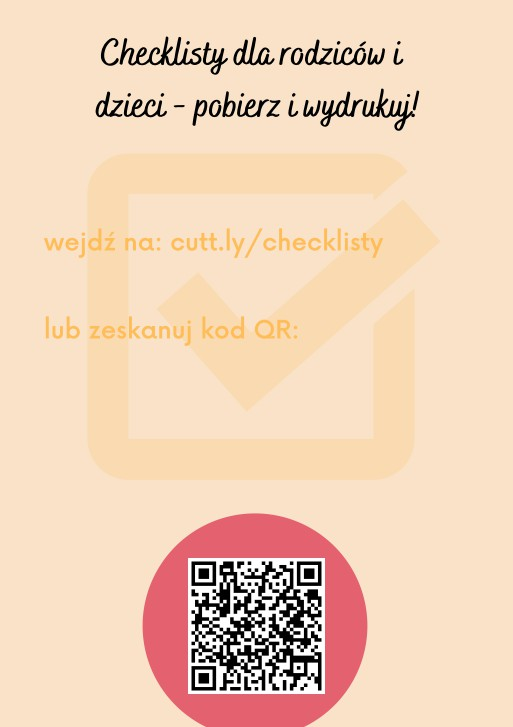 Checklisty dla rodziców i
dzieci - pobierz i wydrukuj!
wejdź na: cutt.ly/checklisty
lub zeskanuj kod QR: